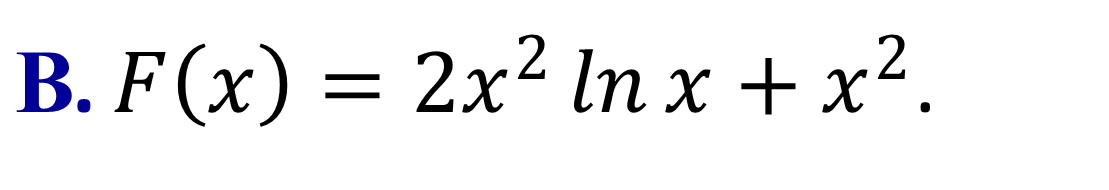 B. F(x) = 2x² ln x + x².